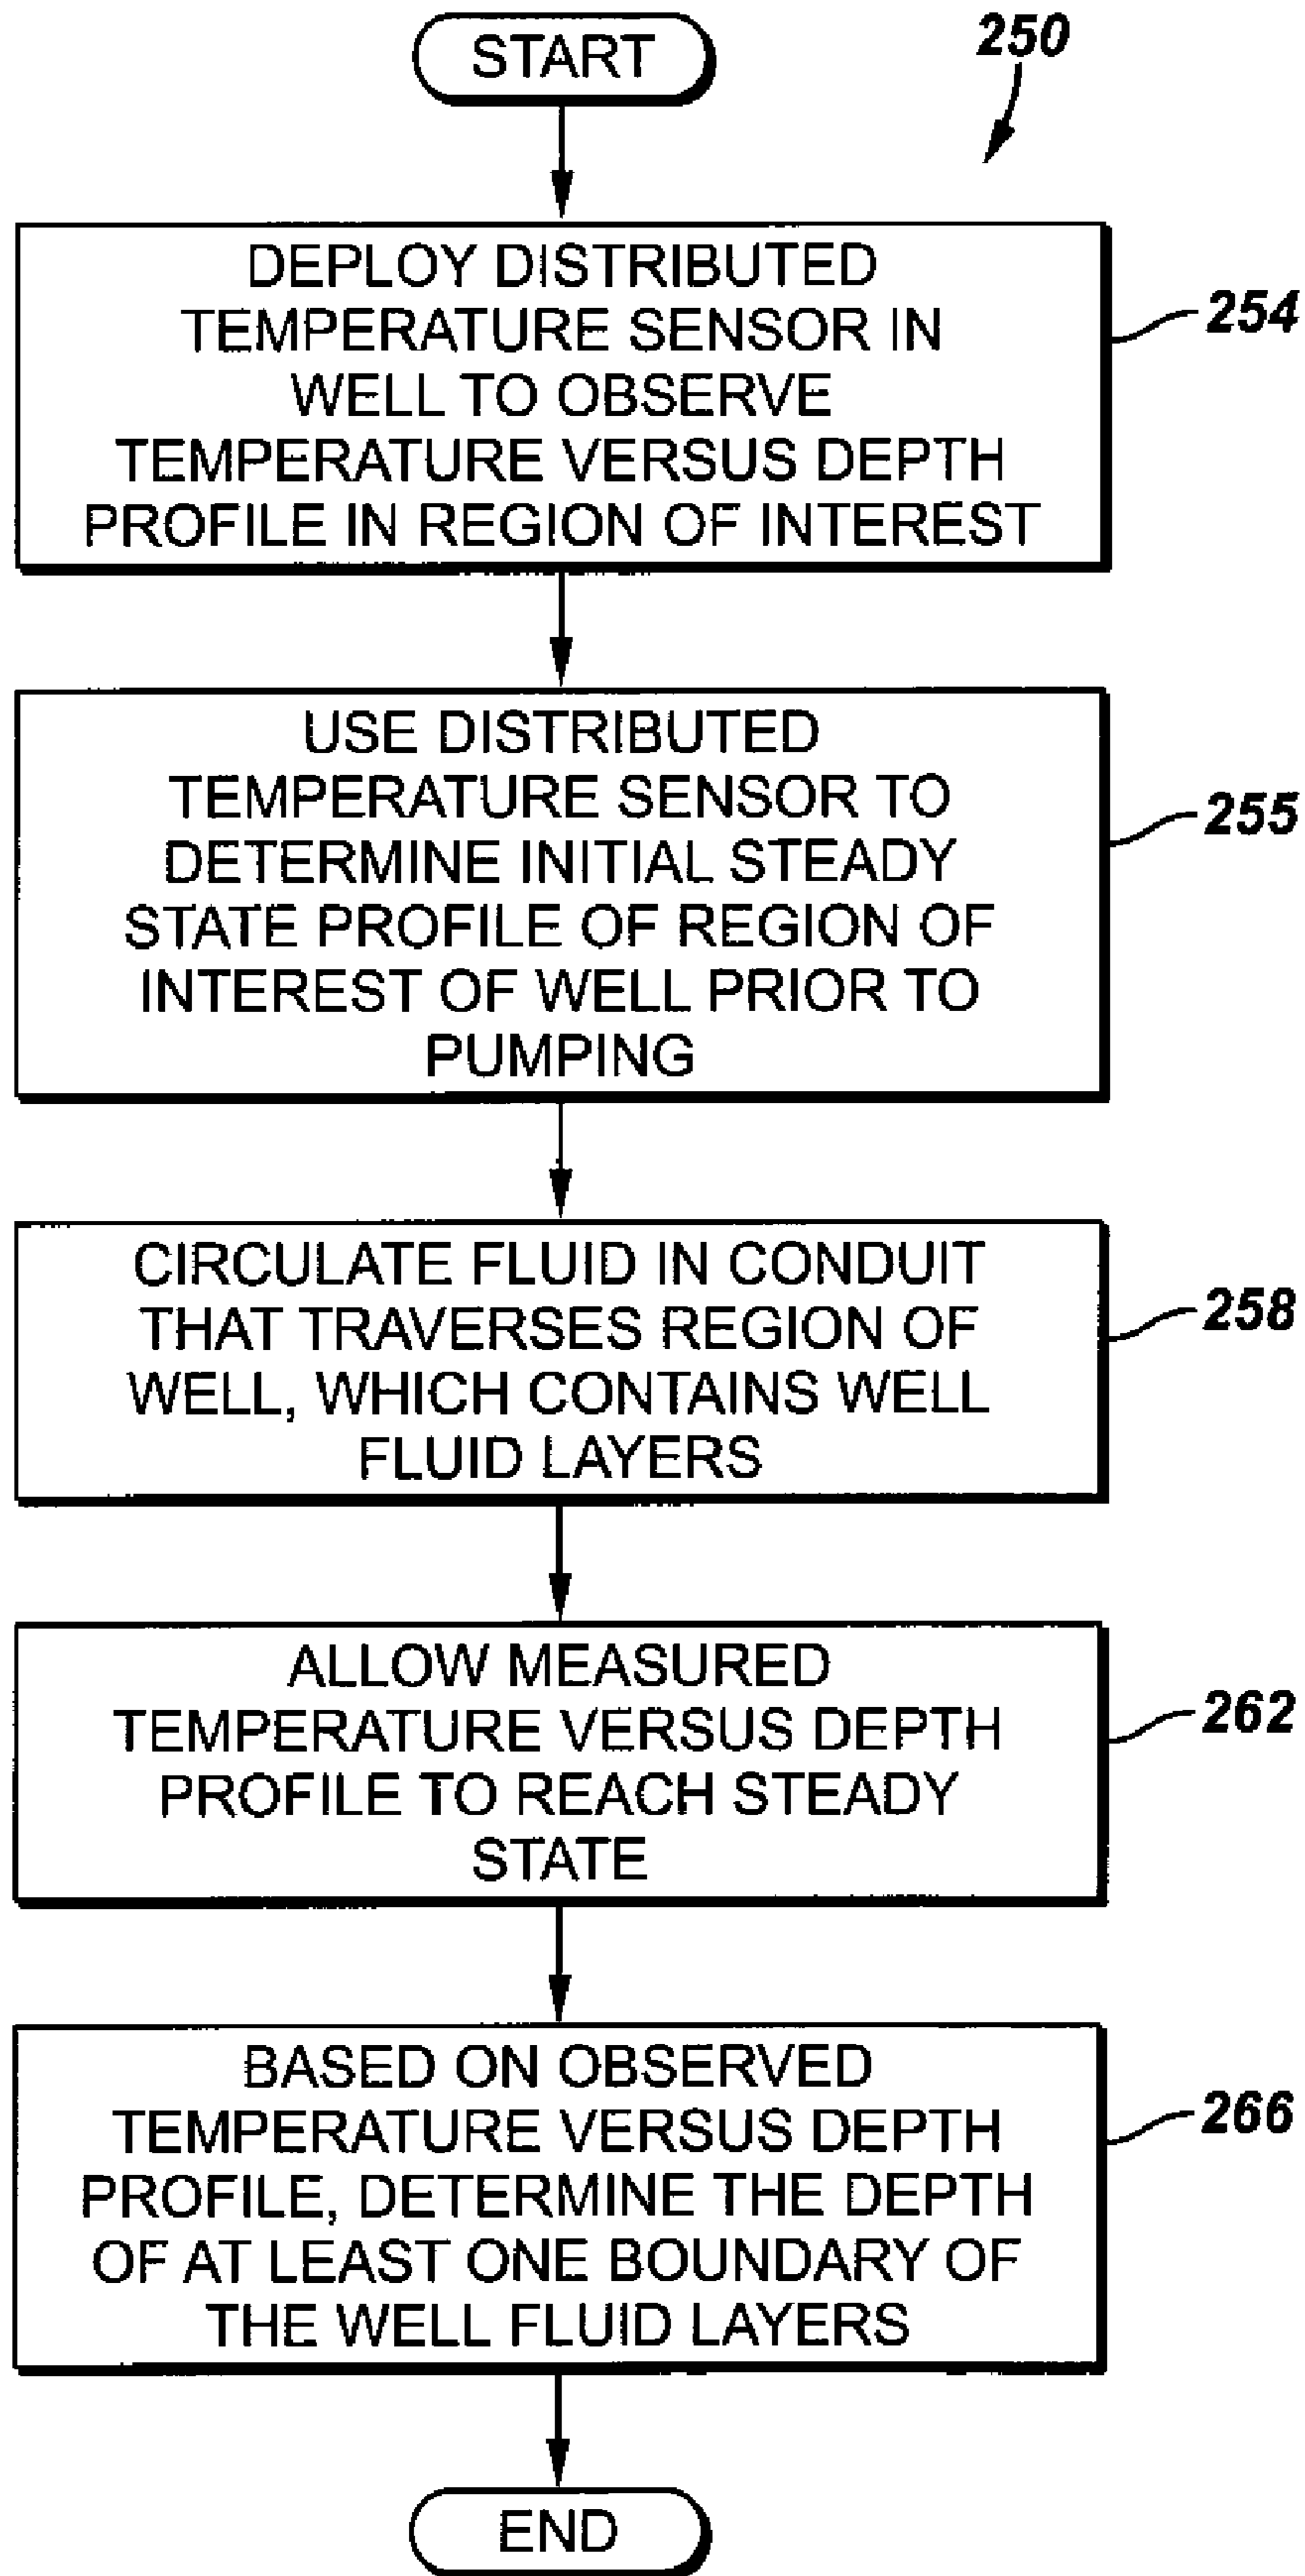 START
250
DEPLOY DISTRIBUTED
TEMPERATURE SENSOR IN
WELL TO OBSERVE
TEMPERATURE VERSUS DEPTH
PROFILE IN REGION OF INTEREST
254
USE DISTRIBUTED
TEMPERATURE SENSOR TO
DETERMINE INITIAL STEADY
STATE PROFILE OF REGION OF
INTEREST OF WELL PRIOR TO
PUMPING
255
CIRCULATE FLUID IN CONDUIT
THAT TRAVERSES REGION OF
WELL, WHICH CONTAINS WELL
FLUID LAYERS
258
ALLOW MEASURED
TEMPERATURE VERSUS DEPTH
PROFILE TO REACH STEADY
STATE
262
BASED ON OBSERVED
TEMPERATURE VERSUS DEPTH
PROFILE, DETERMINE THE DEPTH
OF AT LEAST ONE BOUNDARY OF
THE WELL FLUID LAYERS
266
END